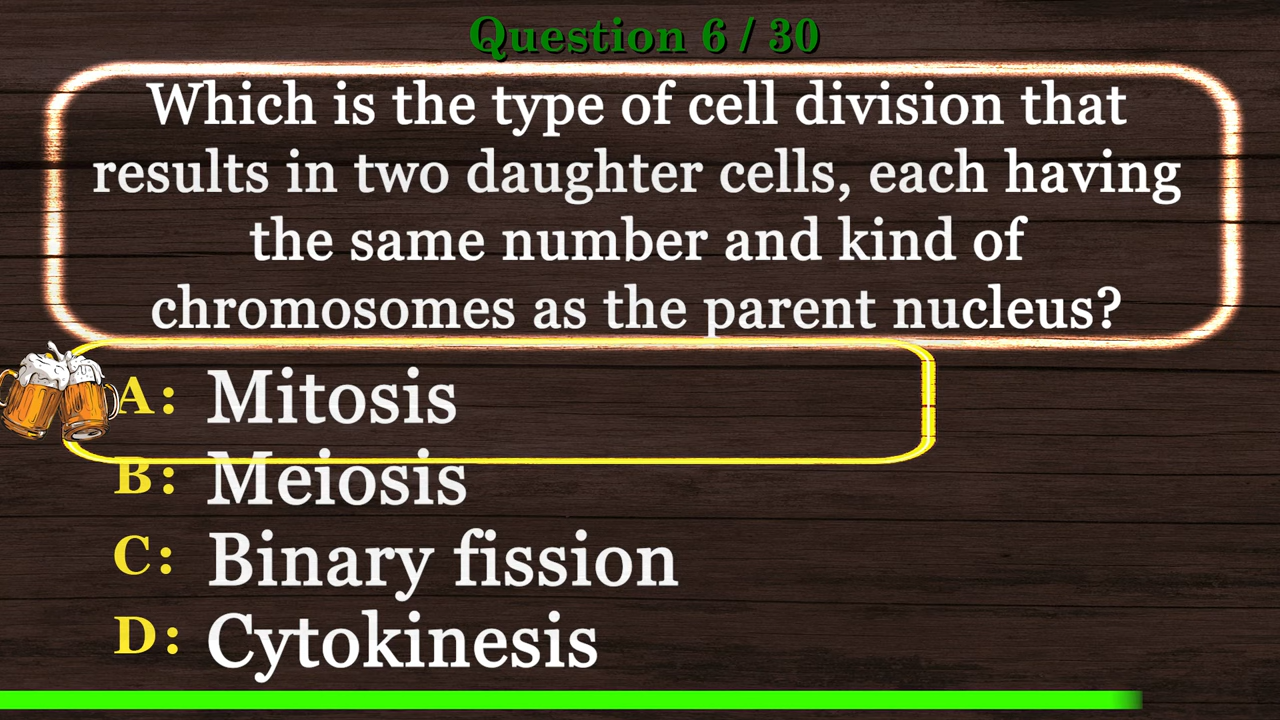 Question 6 / 30
Which is the type of cell division that
results in two daughter cells, each having
the same number and kind of
chromosomes as the parent nucleus?
A: Mitosis
B: Meiosis
C: Binary fission
D: Cytokinesis